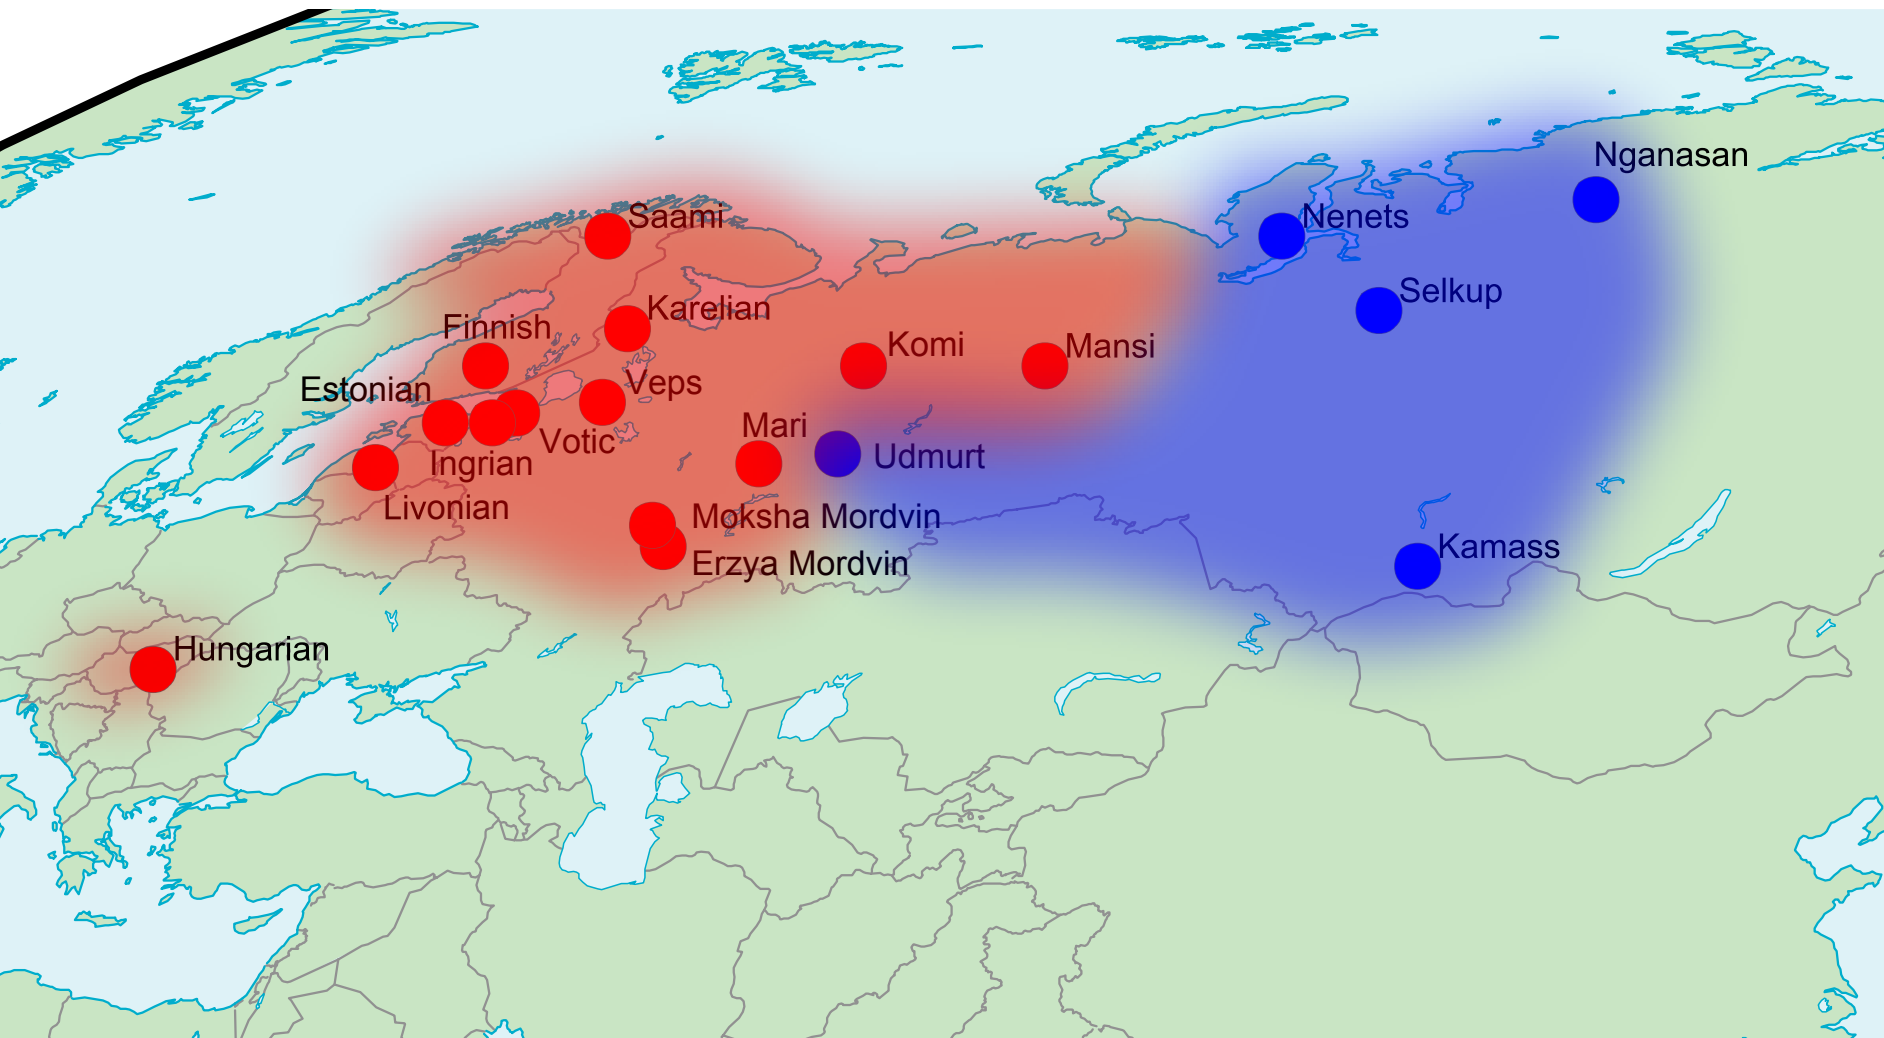 Nganasan
Saami
Nenets
Selkup
Karelian
Finnish
Komi
Mansi
Estonian
Veps
Mari
Votic
Udmurt
Ingrian
Livonian
Moksha Mordvin
Kamass
Erzya Mordvin
Hungarian